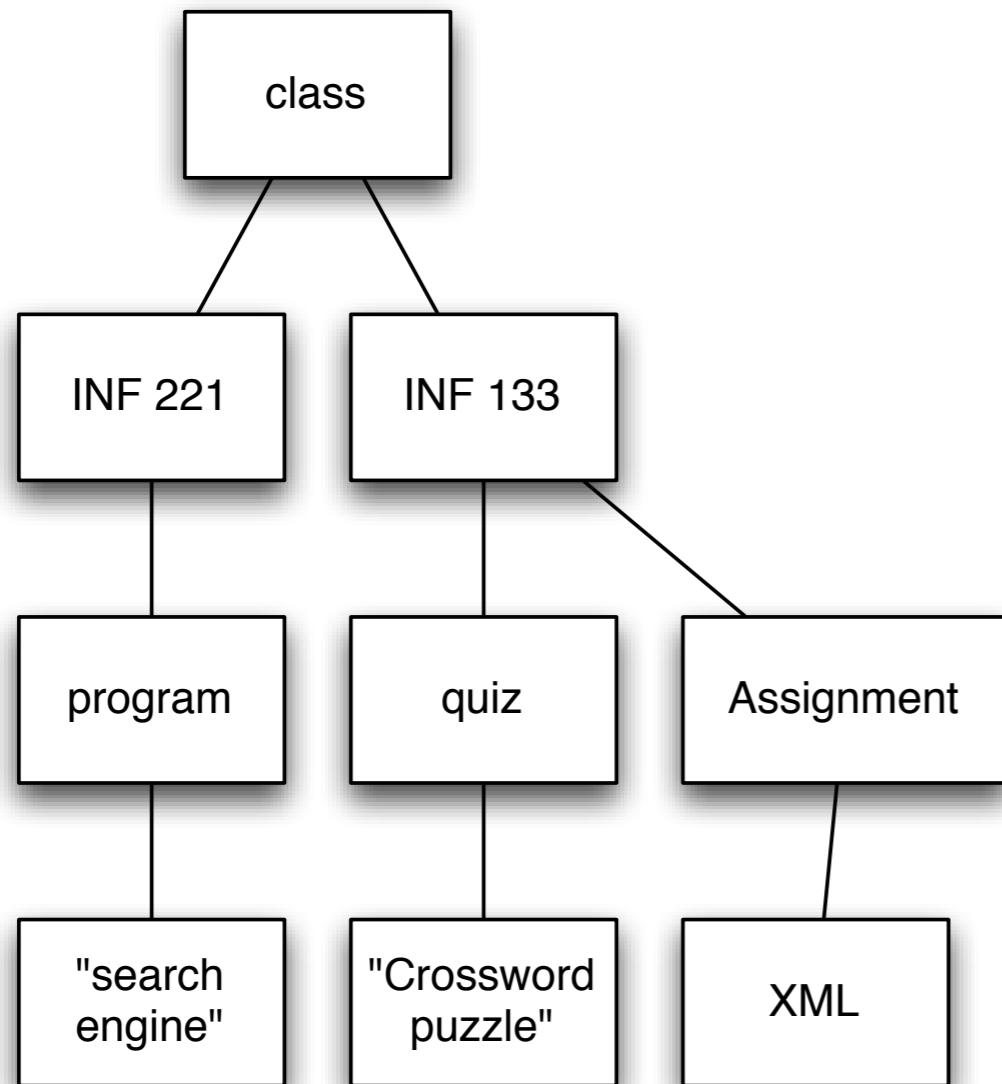 class
INF 221
INF 133
program
quiz
Assignment
"search
engine"
"Crossword
puzzle"
XML